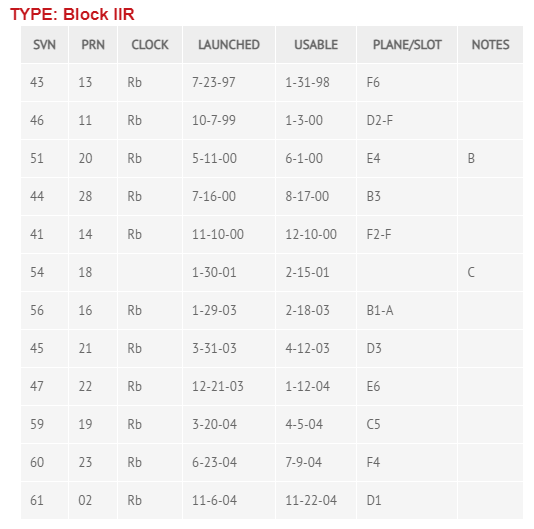 TYPE: Block IIR
SVN PRN CLOCK LAUNCHED USABLE PLANE/SLOT NOTES
43 13 Rb 7-23-97 1-31-98 F6
46 11 Rb 10-7-99 1-3-00 D2-F
51 20 Rb 5-11-00 6-1-00 E4 B
44 28 Rb 7-16-00 8-17-00 B3
41 14 Rb 11-10-00 12-10-00 F2-F
54 18 1-30-01 2-15-01 C
56 16 Rb 1-29-03 2-18-03 B1-A
45 21 Rb 3-31-03 4-12-03 D3
47 22 Rb 12-21-03 1-12-04 E6
59 19 Rb 3-20-04 4-5-04 C5
60 23 Rb 6-23-04 7-9-04 F4
61 02 Rb 11-6-04 11-22-04 D1